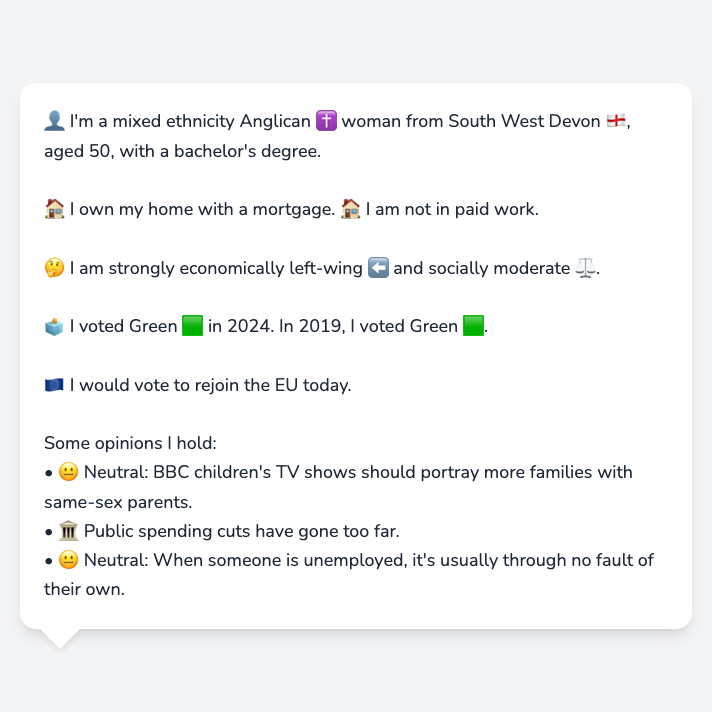 👤 I'm a mixed ethnicity Anglican ✝️ woman from South West Devon 🏴󠁧󠁢󠁥󠁮󠁧󠁿,
aged 50, with a bachelor's degree.
🏠 I own my home with a mortgage. 🏠 I am not in paid work.
🤔 I am strongly economically left-wing ⬅️ and socially moderate ⚖️.
🗳️ I voted Green 🟩 in 2024. In 2019, I voted Green 🟩.
🇪🇺 I would vote to rejoin the EU today.
Some opinions I hold:
• 😐 Neutral: BBC children's TV shows should portray more families with
same-sex parents.
• 🏛️ Public spending cuts have gone too far.
• 😐 Neutral: When someone is unemployed, it's usually through no fault of
their own.